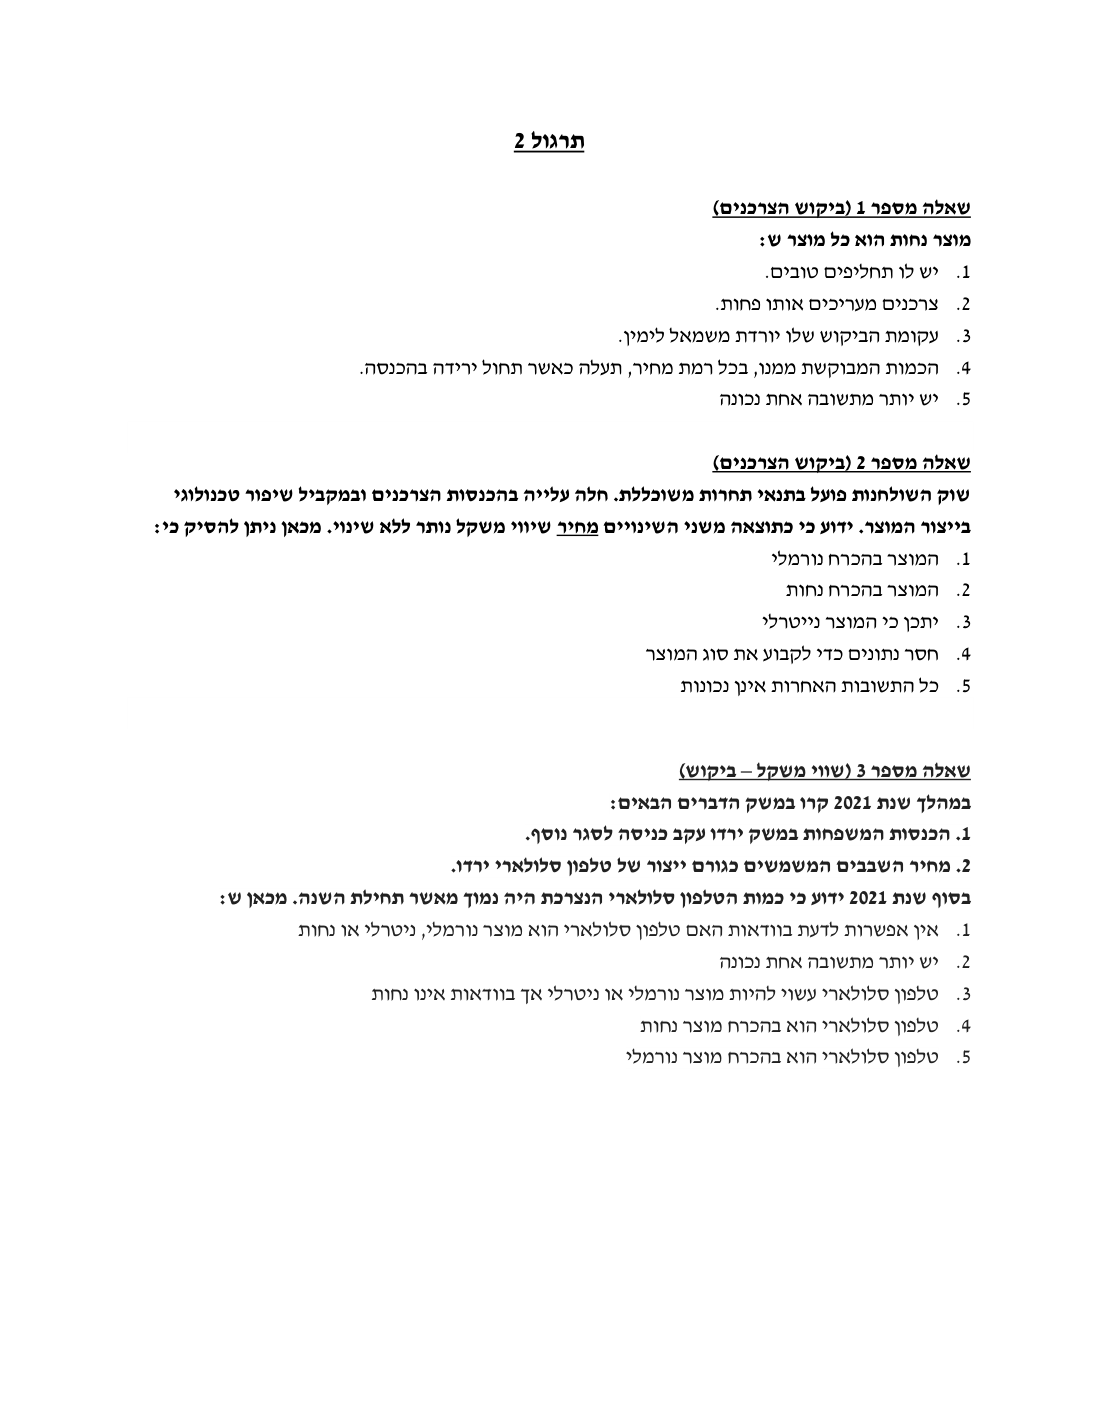 תרגול 2
שאלה מספר 1 (ביקוש הצרכנים)
מוצר נחות הוא כל מוצר ש:
1. יש לו תחליפים טובים.
2. צרכנים מעריכים אותו פחות.
3. עקומת הביקוש שלו יורדת משמאל לימין.
4. הכמות המבוקשת ממנו, בכל רמת מחיר, תעלה כאשר תחול ירידה בהכנסה.
5. יש יותר מתשובה אחת נכונה
שאלה מספר 2 (ביקוש הצרכנים)
שוק השולחנות פועל בתנאי תחרות משוכללת. חלה עלייה בהכנסות הצרכנים ובמקביל שיפור טכנולוגי
בייצור המוצר. ידוע כי כתוצאה משני השינויים מחיר שיווי משקל נותר ללא שינוי. מכאן ניתן להסיק כי:
1. המוצר בהכרח נורמלי
2. המוצר בהכרח נחות
3. יתכן כי המוצר נייטרלי
4. חסר נתונים כדי לקבוע את סוג המוצר
5. כל התשובות האחרות אינן נכונות
שאלה מספר 3 (שווי משקל – ביקוש)
במהלך שנת 2021 קרו במשק הדברים הבאים:
1. הכנסות המשפחות במשק ירדו עקב כניסה לסגר נוסף.
2. מחיר השבבים המשמשים כגורם ייצור של טלפון סלולארי ירדו.
בסוף שנת 2021 ידוע כי כמות הטלפון סלולארי הנצרכת היה נמוך מאשר תחילת השנה. מכאן ש:
1. אין אפשרות לדעת בוודאות האם טלפון סלולארי הוא מוצר נורמלי, ניטרלי או נחות
2. יש יותר מתשובה אחת נכונה
3. טלפון סלולארי עשוי להיות מוצר נורמלי או ניטרלי אך בוודאות אינו נחות
4. טלפון סלולארי הוא בהכרח מוצר נחות
5. טלפון סלולארי הוא בהכרח מוצר נורמלי